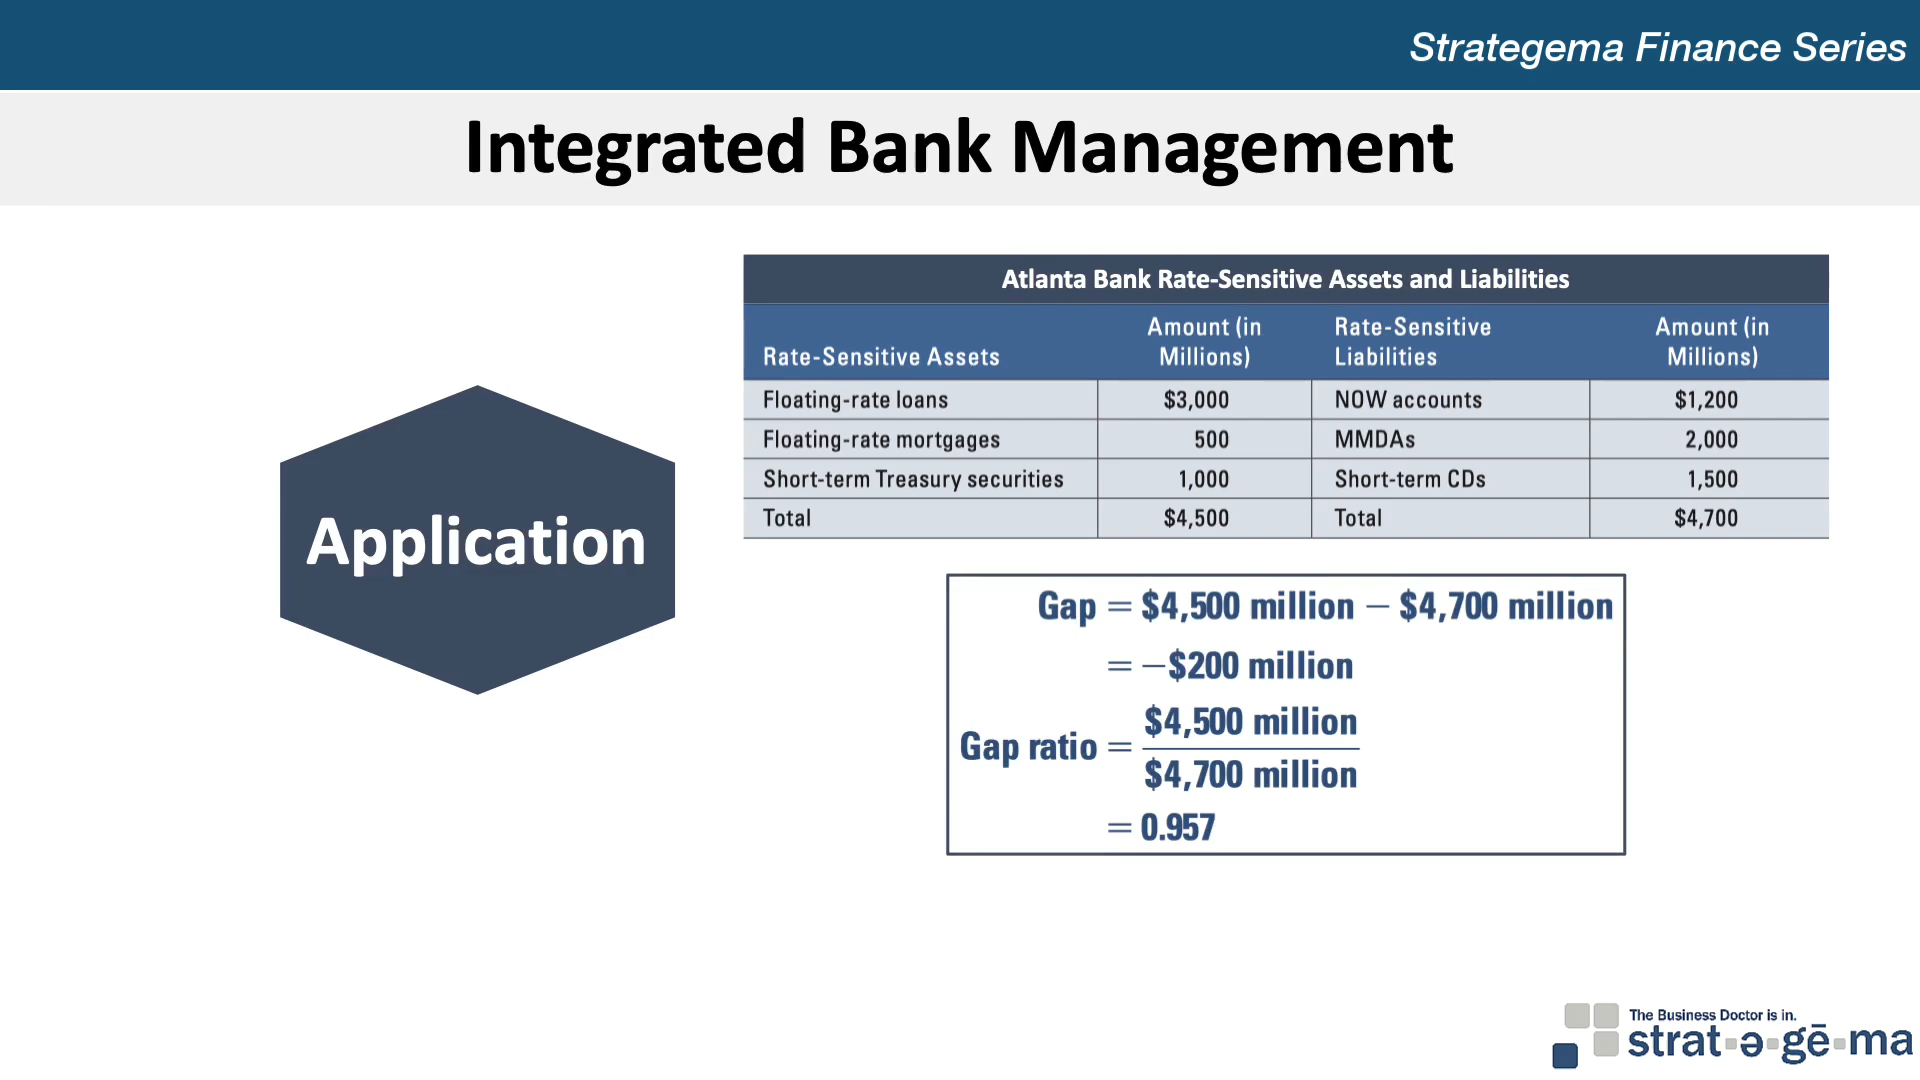 Strategema Finance Series
Integrated Bank Management
Application
Atlanta Bank Rate-Sensitive Assets and Liabilities
Rate-Sensitive Assets Amount (in Millions) Rate-Sensitive Liabilities Amount (in Millions)
Floating-rate loans $3,000 NOW accounts $1,200
Floating-rate mortgages 500 MMDAs 2,000
Short-term Treasury securities 1,000 Short-term CDs 1,500
Total $4,500 Total $4,700
Gap = $4,500 million − $4,700 million
= −$200 million
Gap ratio = $4,500 million
$4,700 million
= 0.957
The Business Doctor is in.
strat·ə·gē·ma